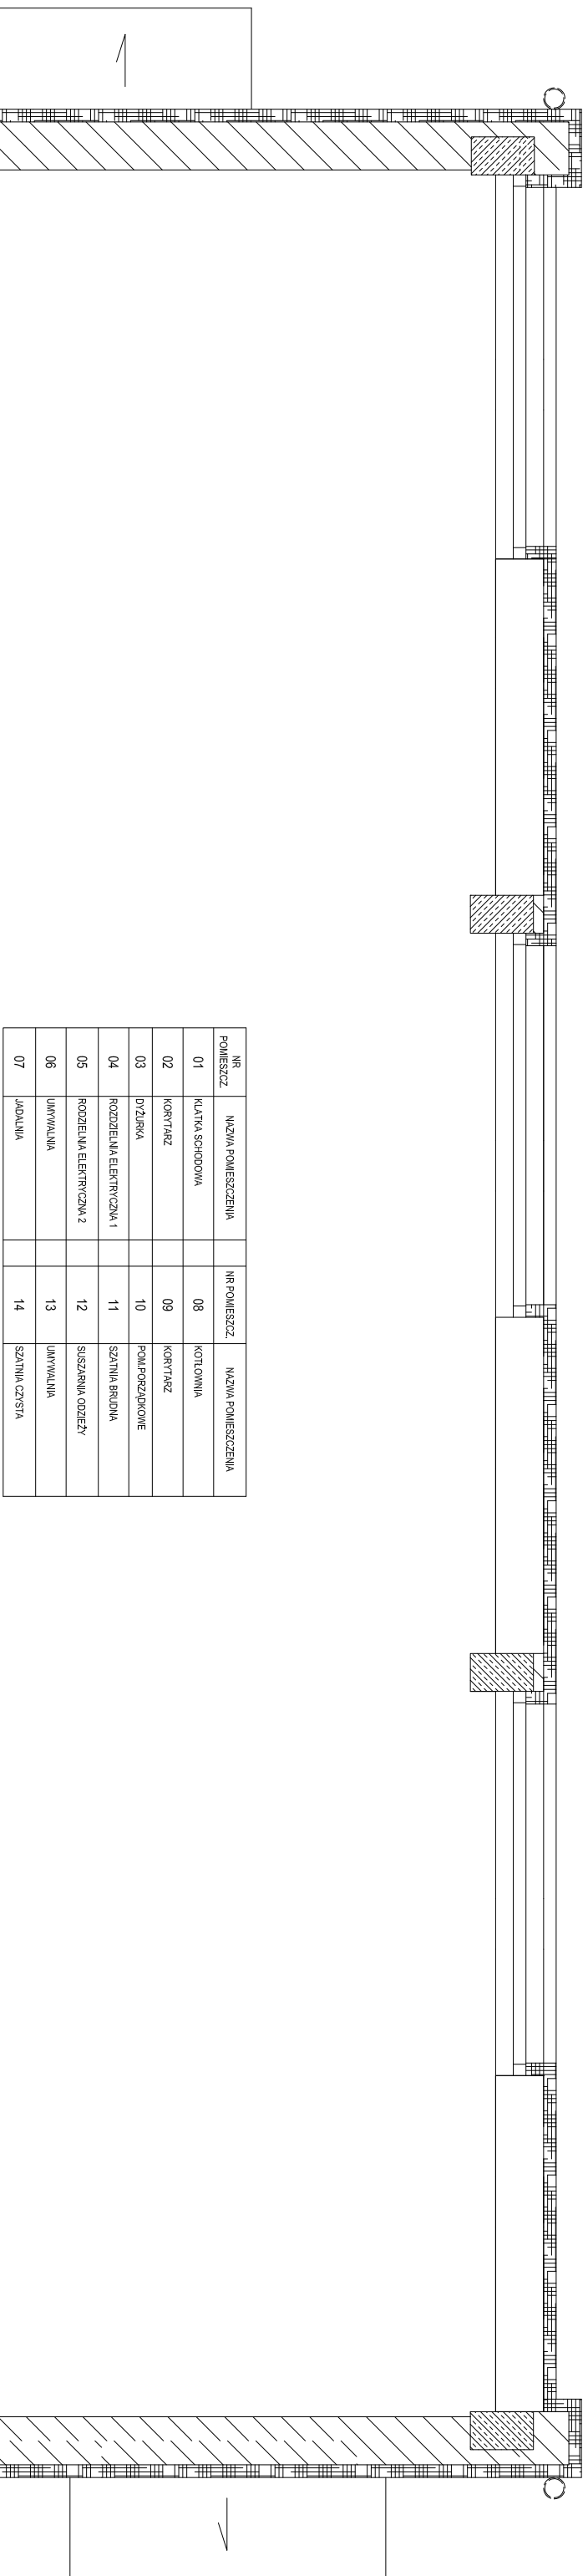 NR
POMIESZCZ. NAZWA POMIESZCZENIA NR POMIESZCZ. NAZWA POMIESZCZENIA
01 KLATKA SCHODOWA 08 KOTŁOWNIA
02 KORYTARZ 09 KORYTARZ
03 DYŻURKA 10 POM.PORZĄDKOWE
04 ROZDZIELNIA ELEKTRYCZNA 1 11 SZATNIA BRUDNA
05 RODZIELNIA ELEKTRYCZNA 2 12 SUSZARNIA ODZIEŻY
06 UMYWALNIA 13 UMYWALNIA
07 JADALNIA 14 SZATNIA CZYSTA